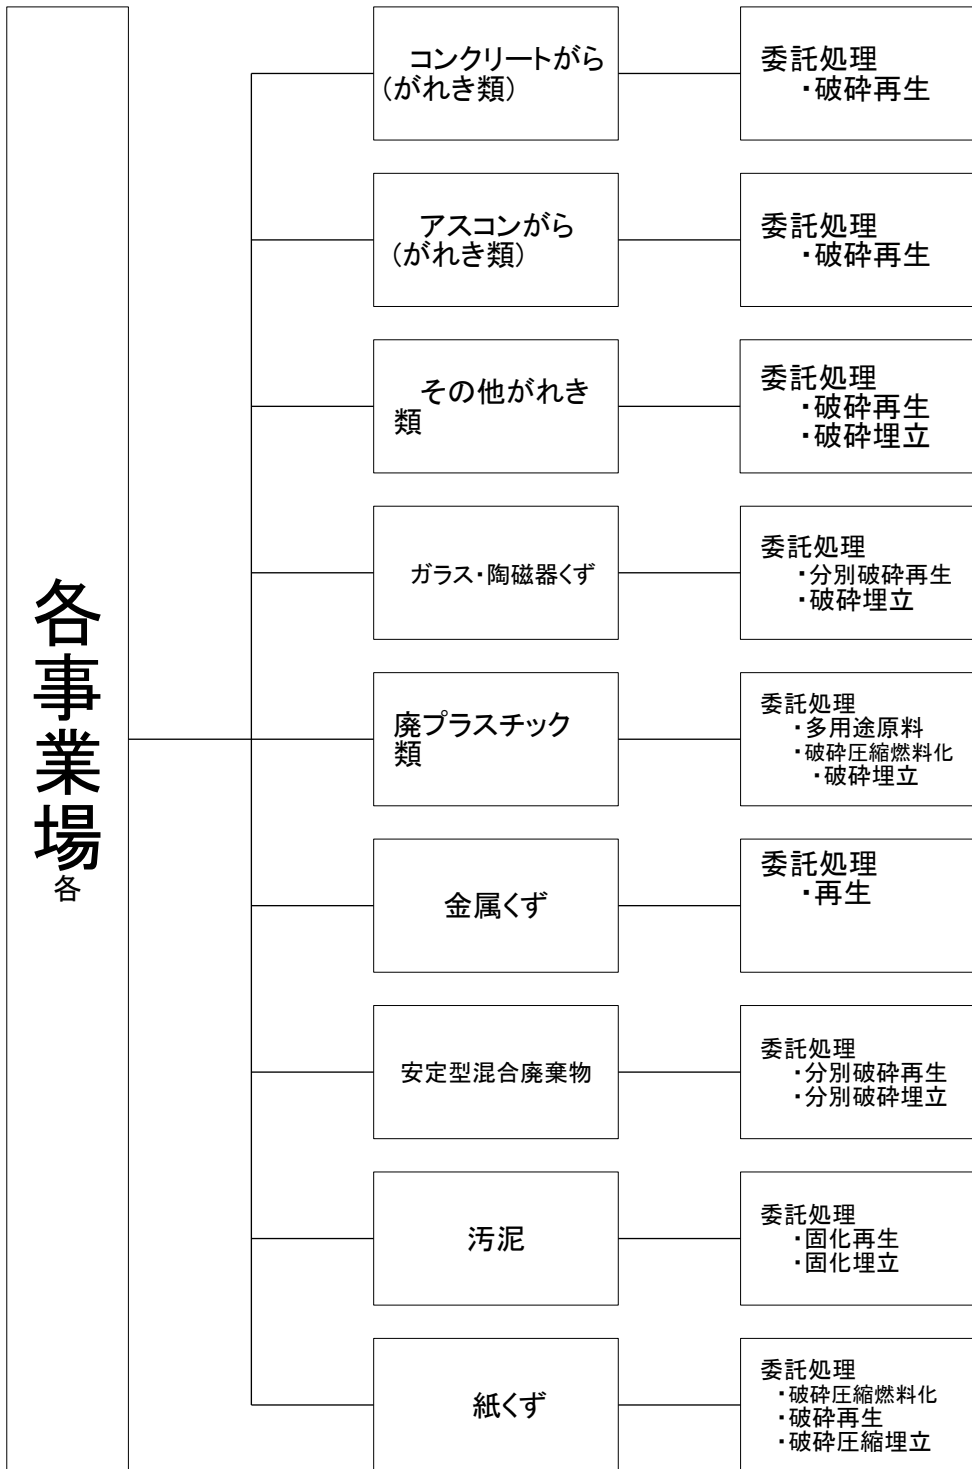 各事業場
各
コンクリートがら
(がれき類)
委託処理
・破砕再生
アスコンがら
(がれき類)
委託処理
・破砕再生
その他がれき
類
委託処理
・破砕再生
・破砕埋立
ガラス・陶磁器くず
委託処理
・分別破砕再生
・破砕埋立
廃プラスチック
類
委託処理
・多用途原料
・破砕圧縮燃料化
・破砕埋立
金属くず
委託処理
・再生
安定型混合廃棄物
委託処理
・分別破砕再生
・分別破砕埋立
汚泥
委託処理
・固化再生
・固化埋立
紙くず
委託処理
・破砕圧縮燃料化
・破砕再生
・破砕圧縮埋立